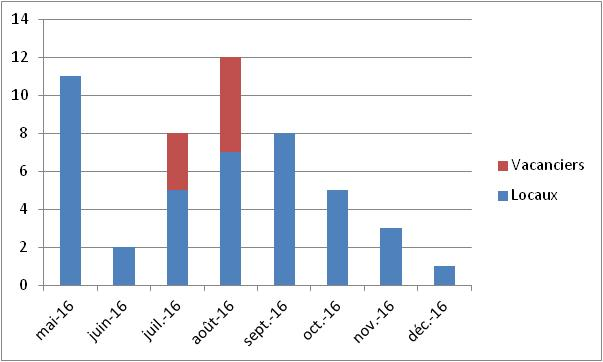 14
12
10
8
6
4
2
0
mai-16
juin-16
juil.-16
août-16
sept.-16
oct.-16
nov.-16
déc.-16
Vacanciers
Locaux